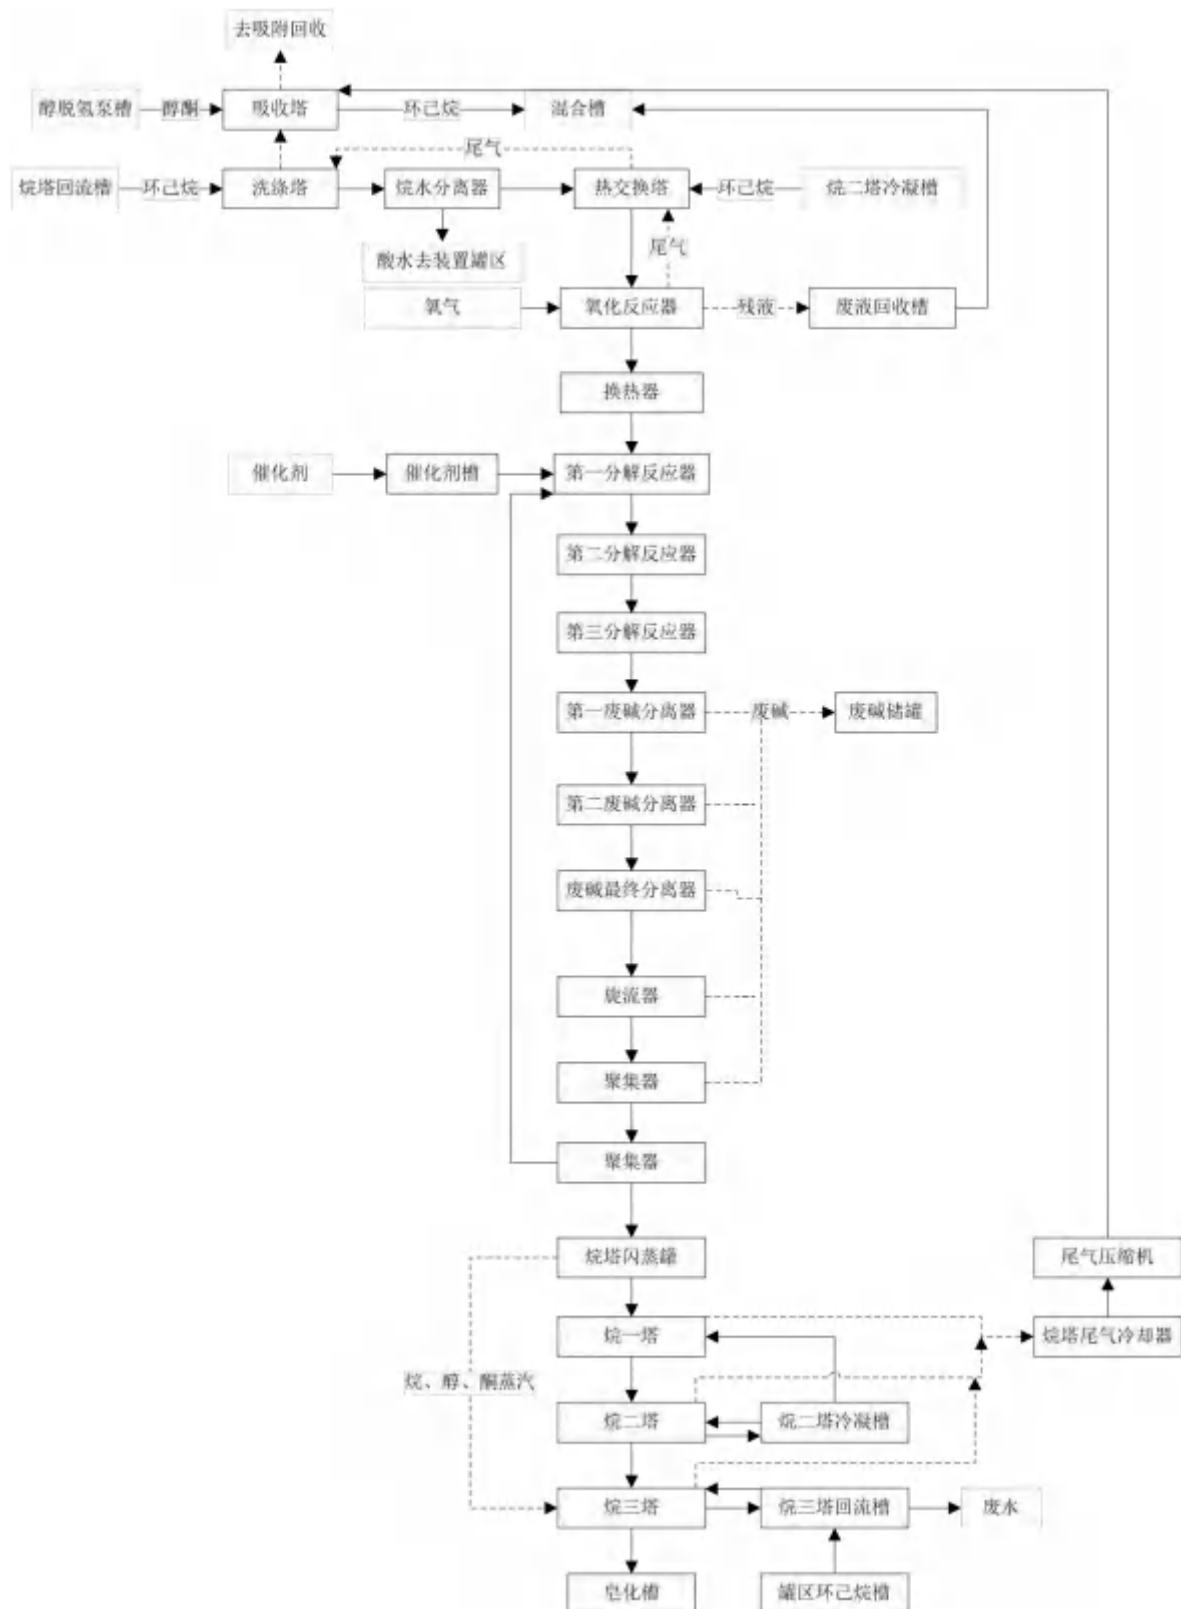 去吸附回收
醇脱氢泵槽
醇酮
吸收塔
环己烷
混合槽
尾气
烷塔回流槽
环己烷
洗涤塔
烷水分离器
热交换塔
环己烷
烷二塔冷凝槽
尾气
酸水去装置罐区
氧化反应器
残液
废液回收槽
换热器
催化剂
催化剂槽
第一分解反应器
第二分解反应器
第三分解反应器
第一废碱分离器
废碱
废碱储罐
第二废碱分离器
废碱最终分离器
旋流器
聚集器
聚集器
烷塔闪蒸罐
尾气压缩机
烷一塔
烷塔尾气冷却器
烷、醇、酮蒸汽
烷二塔
烷二塔冷凝槽
烷三塔
烷三塔回流槽
废水
皂化槽
罐区环己烷槽